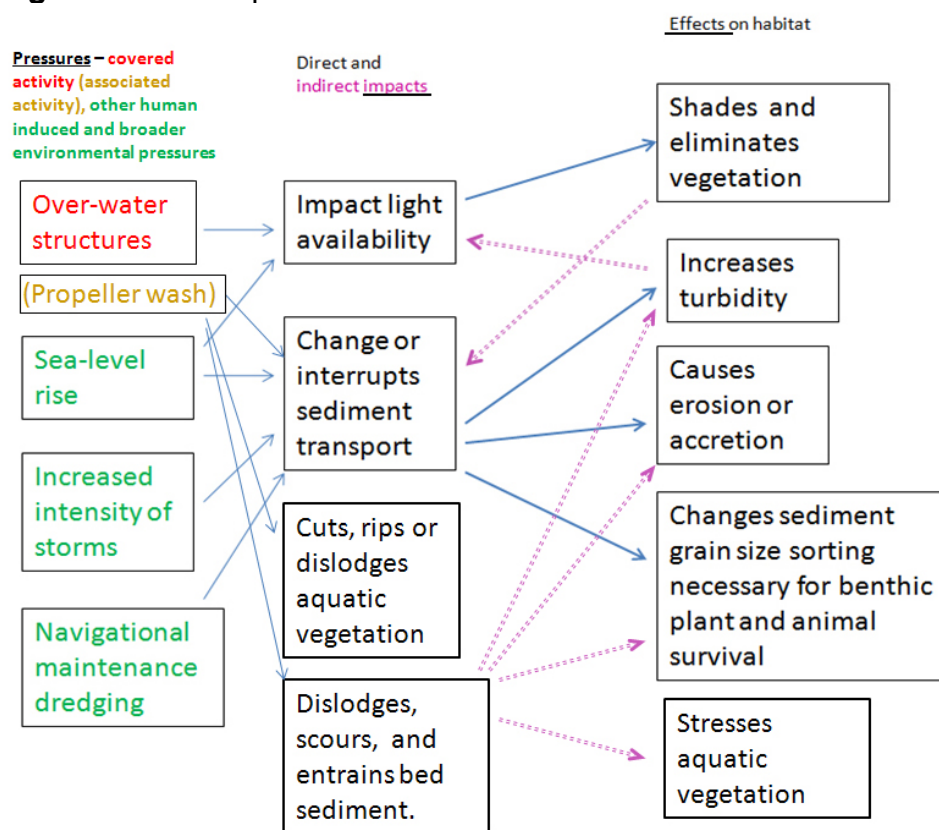 Effects on habitat
Pressures – covered
activity (associated
activity), other human
induced and broader
environmental pressures
Direct and
indirect impacts
Over-water
structures
(Propeller wash)
Sea-level
rise
Increased
intensity of
storms
Navigational
maintenance
dredging
Impact light
availability
Change or
interrupts
sediment
transport
Cuts, rips or
dislodges
aquatic
vegetation
Dislodges,
scours, and
entrains bed
sediment.
Shades and
eliminates
vegetation
Increases
turbidity
Causes
erosion or
accretion
Changes sediment
grain size sorting
necessary for benthic
plant and animal
survival
Stresses
aquatic
vegetation